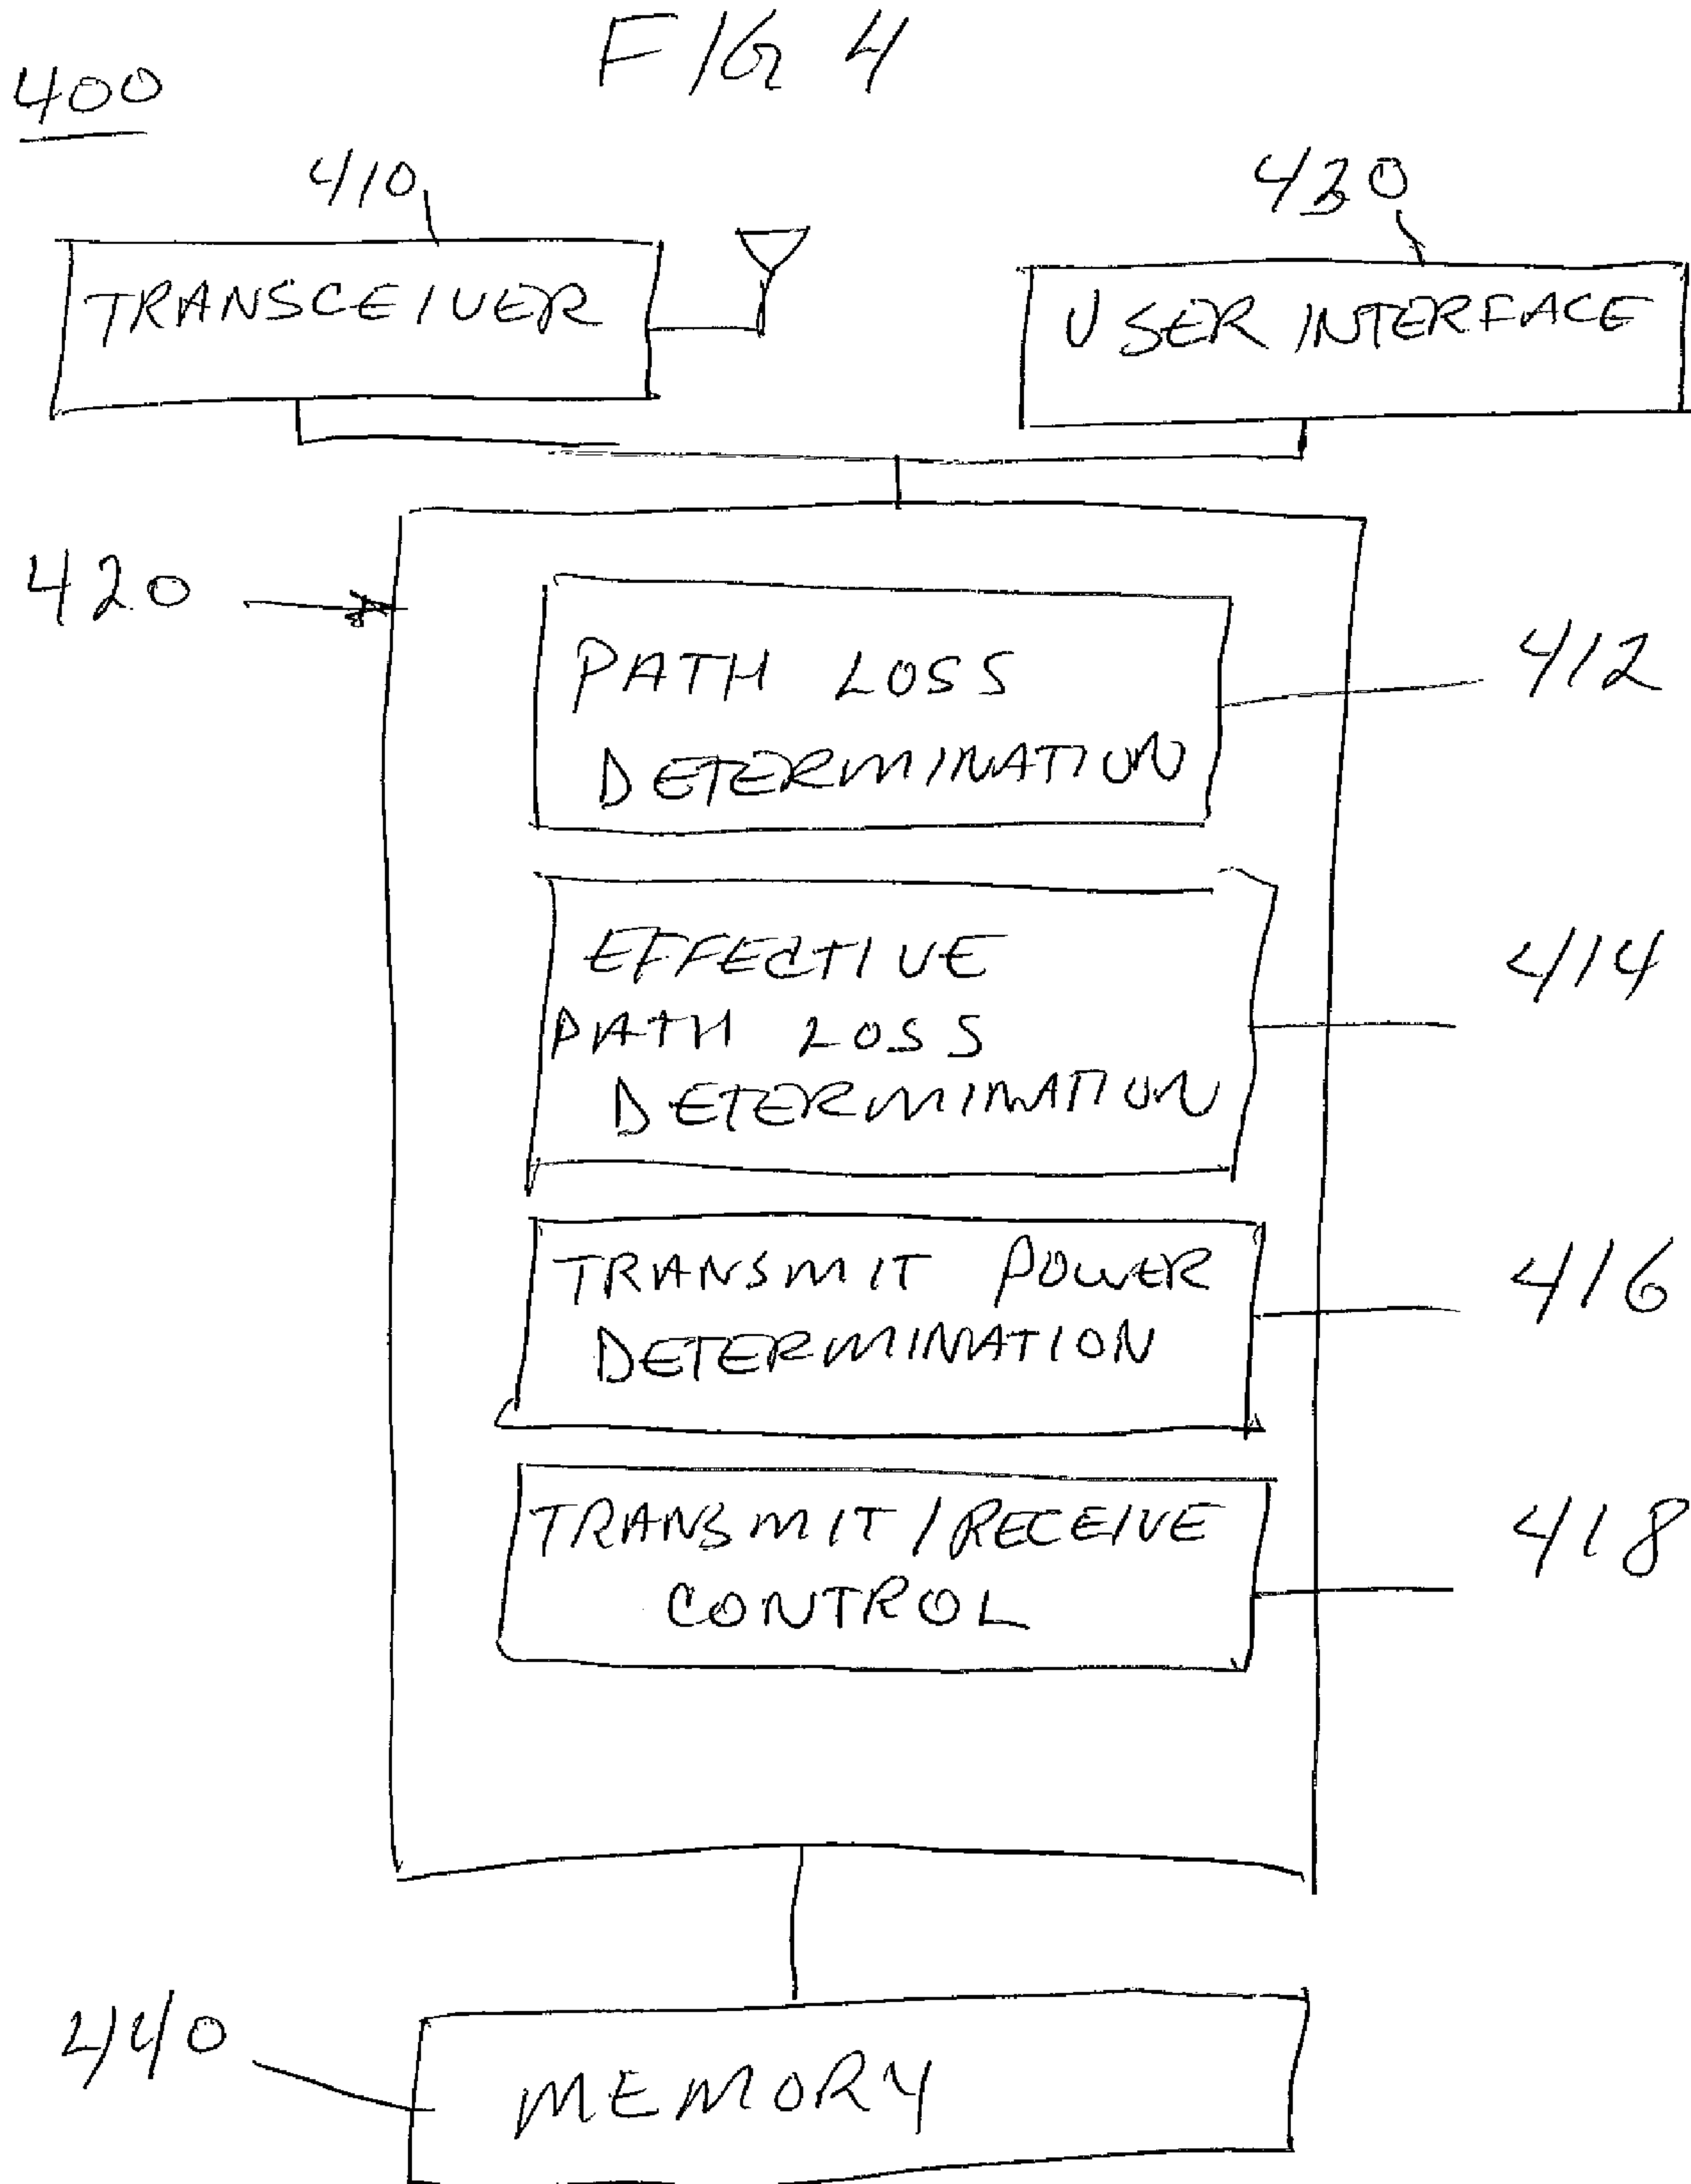 FIG 4
400
410
430
TRANSCEIVER
USER INTERFACE
420
PATH LOSS
DETERMINATION
412
EFFECTIVE
PATH LOSS
DETERMINATION
414
TRANSMIT POWER
DETERMINATION
416
TRANSMIT / RECEIVE
CONTROL
418
440
MEMORY